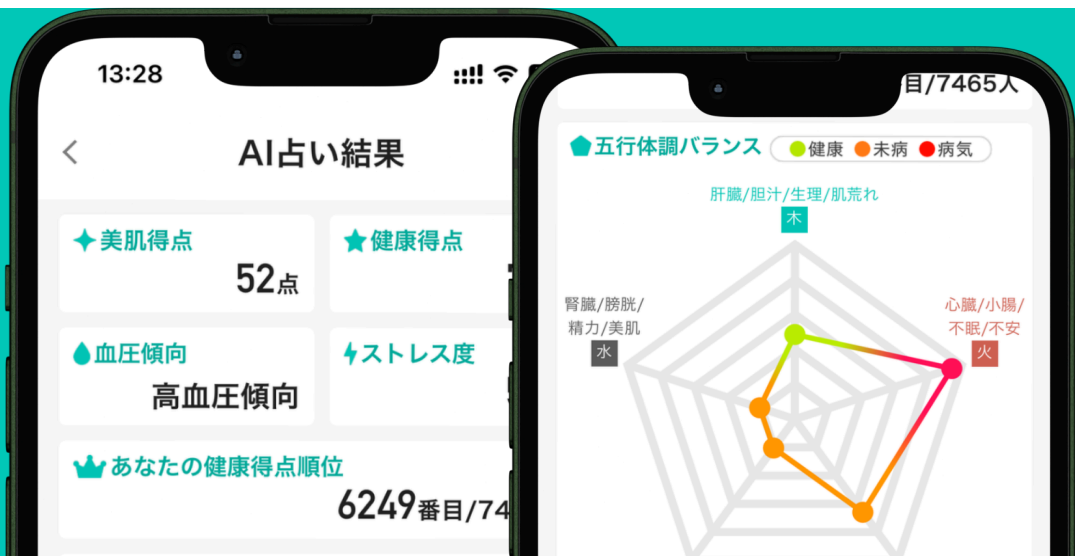 13:28
AI占い結果
美肌得点
52点
健康得点
血圧傾向
高血圧傾向
ストレス度
あなたの健康得点順位
6249番目/74
目/7465人
五行体調バランス
健康 未病 病気
肝臓/胆汁/生理/肌荒れ
木
腎臓/膀胱/
精力/美肌
水
心臓/小腸/
不眠/不安
火